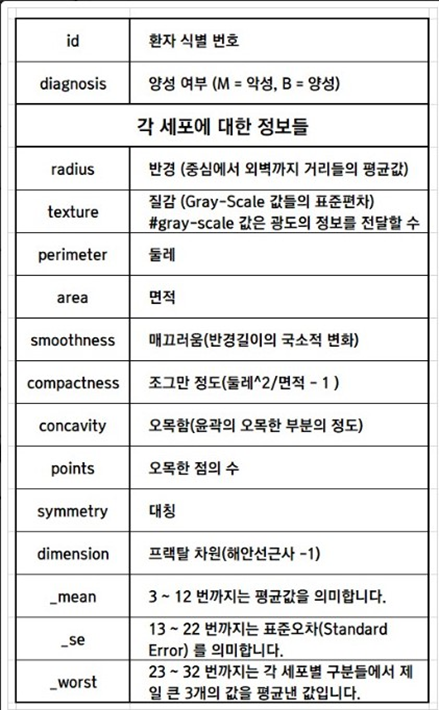 id 환자 식별 번호
diagnosis 양성 여부 (M = 악성, B = 양성)
각 세포에 대한 정보들
radius 반경 (중심에서 외벽까지 거리들의 평균값)
texture 질감 (Gray-Scale 값들의 표준편차)
#gray-scale 값은 광도의 정보를 전달할 수
perimeter 둘레
area 면적
smoothness 매끄러움(반경길이의 국소적 변화)
compactness 조그만 정도(둘레^2/면적 - 1 )
concavity 오목함(윤곽의 오목한 부분의 정도)
points 오목한 점의 수
symmetry 대칭
dimension 프랙탈 차원(해안선근사 -1)
_mean 3 ~ 12 번까지는 평균값을 의미합니다.
_se 13 ~ 22 번까지는 표준오차(Standard
Error) 를 의미합니다.
_worst 23 ~ 32 번까지는 각 세포별 구분들에서 제
일 큰 3개의 값을 평균낸 값입니다.